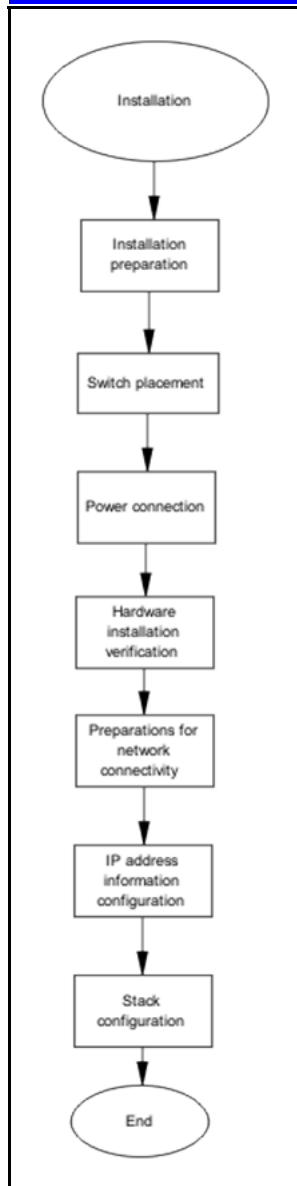 Installation
Installation
preparation
Switch placement
Power connection
Hardware
installation
verification
Preparations for
network
connectivity
IP address
information
configuration
Stack
configuration
End